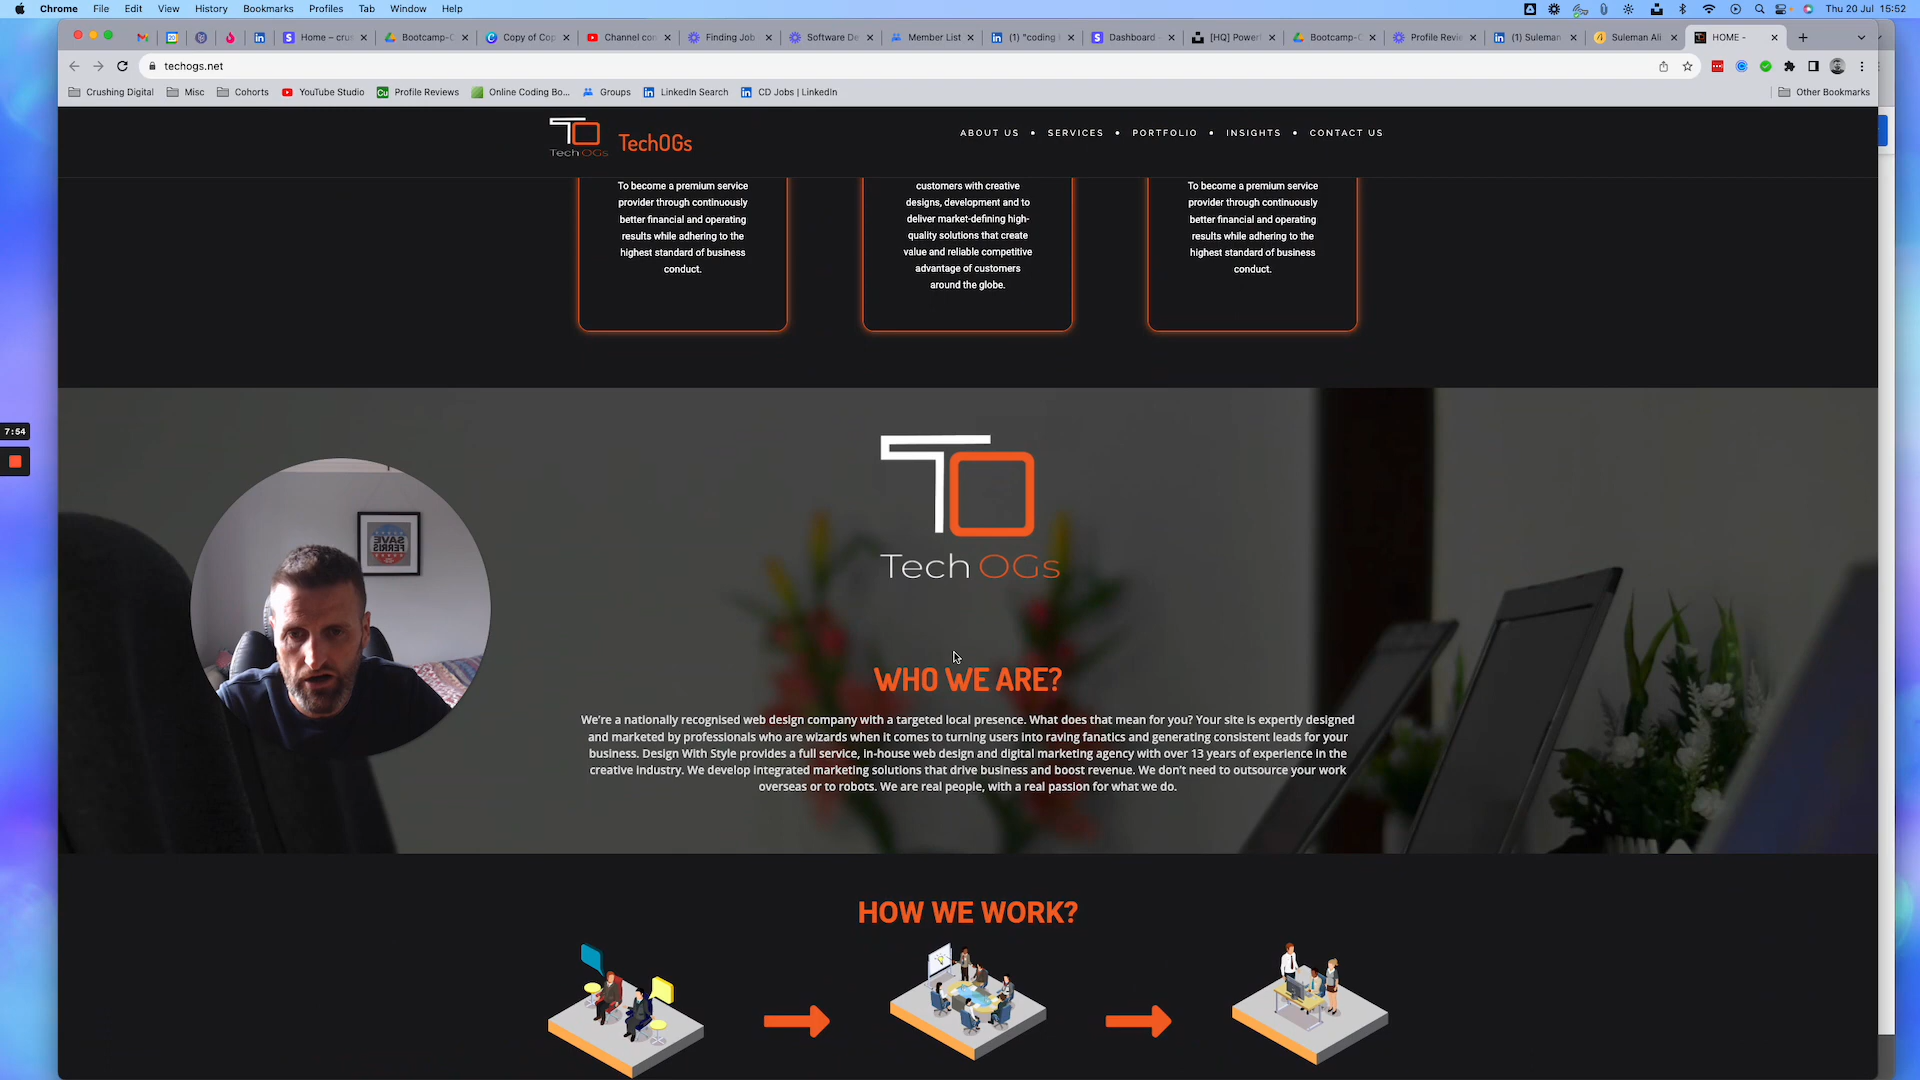 Chrome File Edit View History Bookmarks Profiles Tab Window Help
Thu 20 Jul 15:52
Home – crus Bootcamp-C Copy of Cop Channel con Finding Job Software De Member List (1) "coding Dashboard - [HQ] Powerf Bootcamp-C Profile Revie (1) Suleman Suleman Ali HOME -
techogs.net
Crushing Digital Misc Cohorts YouTube Studio Profile Reviews Online Coding Bo... Groups LinkedIn Search CD Jobs | LinkedIn Other Bookmarks
Tech OGs TechOGs
ABOUT US • SERVICES • PORTFOLIO • INSIGHTS • CONTACT US
To become a premium service
provider through continuously
better financial and operating
results while adhering to the
highest standard of business
conduct.
customers with creative
designs, development and to
deliver market-defining high-
quality solutions that create
value and reliable competitive
advantage of customers
around the globe.
To become a premium service
provider through continuously
better financial and operating
results while adhering to the
highest standard of business
conduct.
7:54
SAVE
FERRIS
TO
Tech OGs
WHO WE ARE?
We're a nationally recognised web design company with a targeted local presence. What does that mean for you? Your site is expertly designed
and marketed by professionals who are wizards when it comes to turning users into raving fanatics and generating consistent leads for your
business. Design With Style provides a full service, in-house web design and digital marketing agency with over 13 years of experience in the
creative industry. We develop integrated marketing solutions that drive business and boost revenue. We don't need to outsource your work
overseas or to robots. We are real people, with a real passion for what we do.
HOW WE WORK?